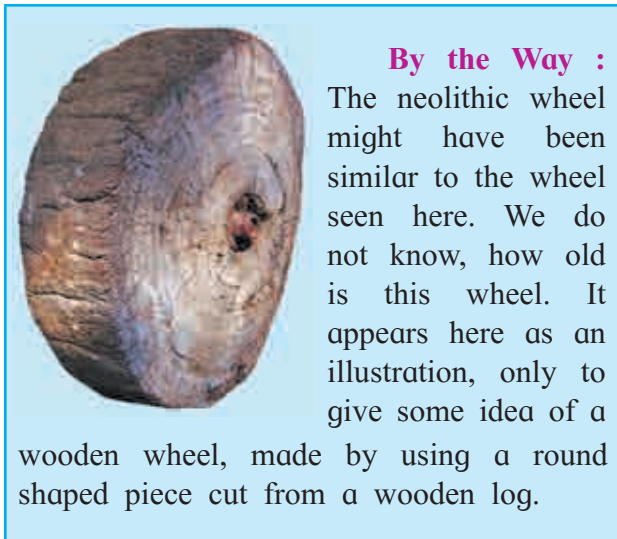 By the Way :
The neolithic wheel
might have been
similar to the wheel
seen here. We do
not know, how old
is this wheel. It
appears here as an
illustration, only to
give some idea of a
wooden wheel, made by using a round
shaped piece cut from a wooden log.